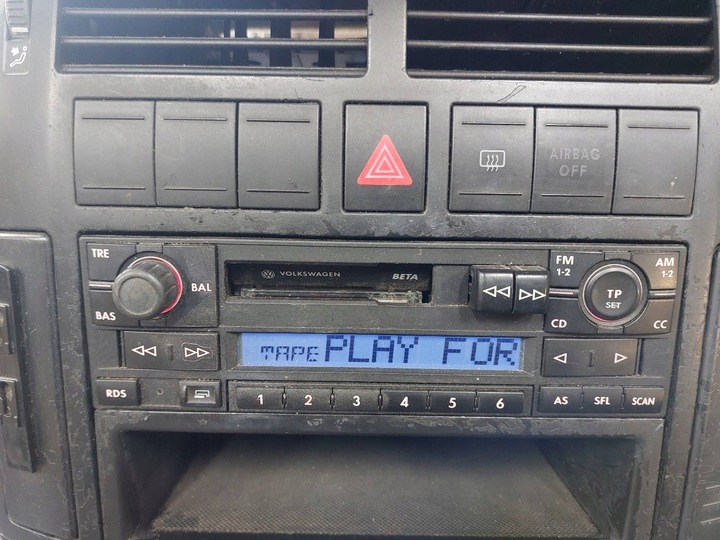 AIRBAG
OFF
TRE
BAL
BAS
VOLKSWAGEN BETA
FM
1-2
AM
1-2
TP
SET
CD
CC
TAPE PLAY FOR
RDS
1 2 3 4 5 6
AS SFL SCAN